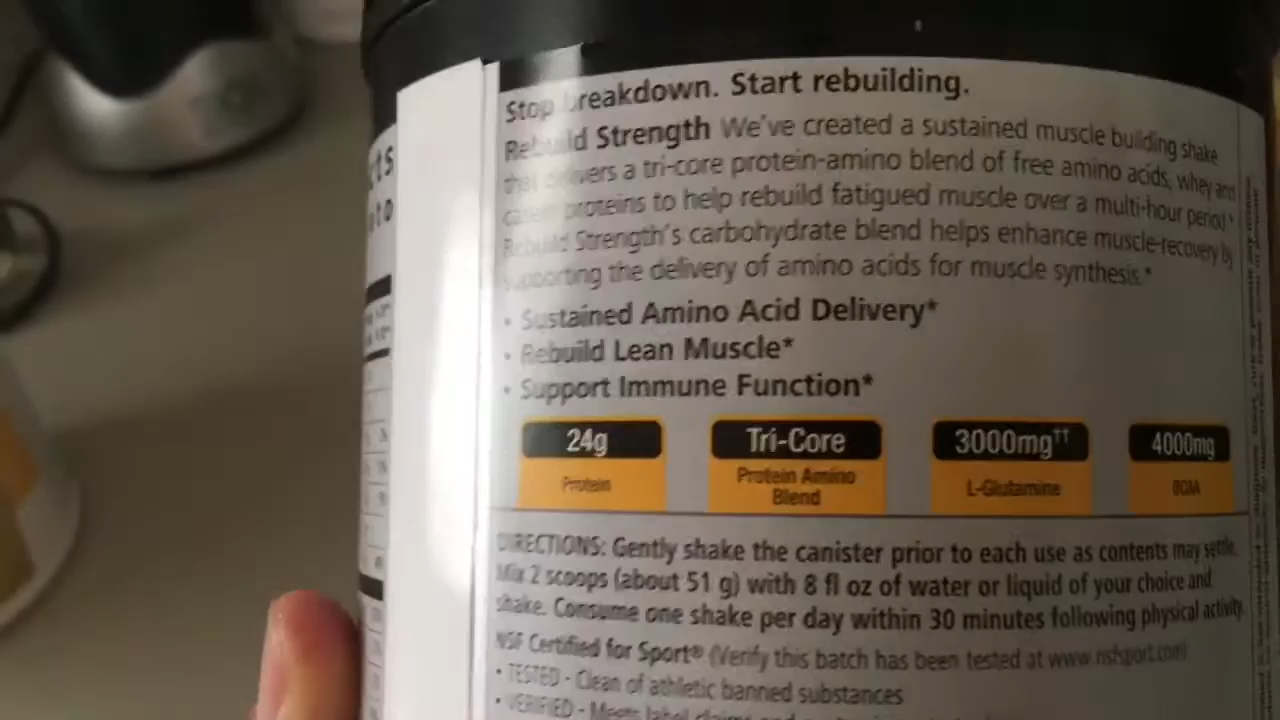 Stop breakdown. Start rebuilding.
Rebuild Strength We've created a sustained muscle building shake
that delivers a tri-core protein-amino blend of free amino acids, whey and
casein proteins to help rebuild fatigued muscle over a multi-hour period.*
Rebuild Strength's carbohydrate blend helps enhance muscle-recovery by
supporting the delivery of amino acids for muscle synthesis.*
• Sustained Amino Acid Delivery*
• Rebuild Lean Muscle*
• Support Immune Function*
24g Tri-Core 3000mg†† 4000mg
Protein Protein Amino L-Glutamine BCAA
Blend
DIRECTIONS: Gently shake the canister prior to each use as contents may settle.
Mix 2 scoops (about 51 g) with 8 fl oz of water or liquid of your choice and
shake. Consume one shake per day within 30 minutes following physical activity.
NSF Certified for Sport® (Verify this batch has been tested at www.nsfsport.com)
• TESTED - Clean of athletic banned substances
• VERIFIED - Meets label claims and